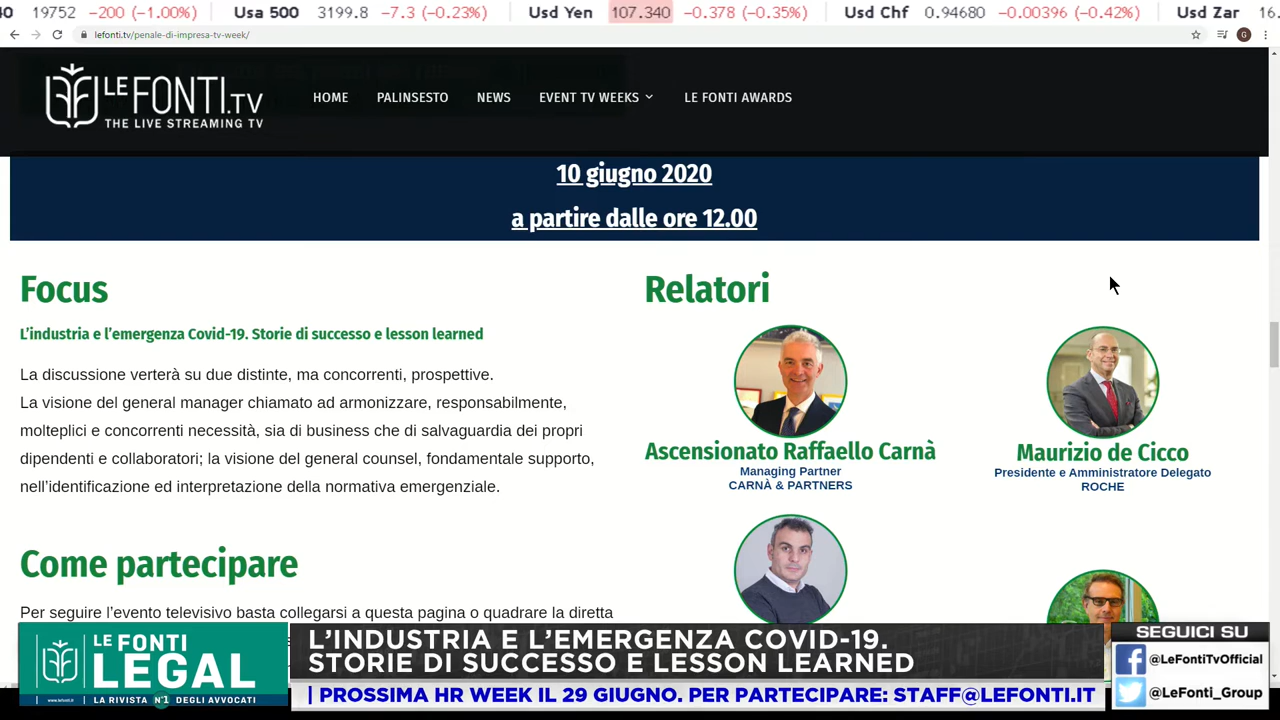 40 19752 −200 (−1.00%) Usa 500 3199.8 −7.3 (−0.23%) Usd Yen 107.340 −0.378 (−0.35%) Usd Chf 0.94680 −0.00396 (−0.42%) Usd Zar 16.
lefonti.tv/penale-di-impresa-tv-week/
G
LE FONTI.TV
THE LIVE STREAMING TV
HOME PALINSESTO NEWS EVENT TV WEEKS LE FONTI AWARDS
10 giugno 2020
a partire dalle ore 12.00
Focus
L'industria e l'emergenza Covid-19. Storie di successo e lesson learned
La discussione verterà su due distinte, ma concorrenti, prospettive.
La visione del general manager chiamato ad armonizzare, responsabilmente,
molteplici e concorrenti necessità, sia di business che di salvaguardia dei propri
dipendenti e collaboratori; la visione del general counsel, fondamentale supporto,
nell'identificazione ed interpretazione della normativa emergenziale.
Come partecipare
Per seguire l'evento televisivo basta collegarsi a questa pagina o quadrare la diretta
Relatori
Ascensionato Raffaello Carnà
Managing Partner
CARNÀ & PARTNERS
Maurizio de Cicco
Presidente e Amministratore Delegato
ROCHE
LE FONTI
LEGAL
www.lefonti.it
LA RIVISTA N°1 DEGLI AVVOCATI
L'INDUSTRIA E L'EMERGENZA COVID-19.
STORIE DI SUCCESSO E LESSON LEARNED
| PROSSIMA HR WEEK IL 29 GIUGNO. PER PARTECIPARE: STAFF@LEFONTI.IT
SEGUICI SU
@LeFontiTvOfficial
@LeFonti_Group